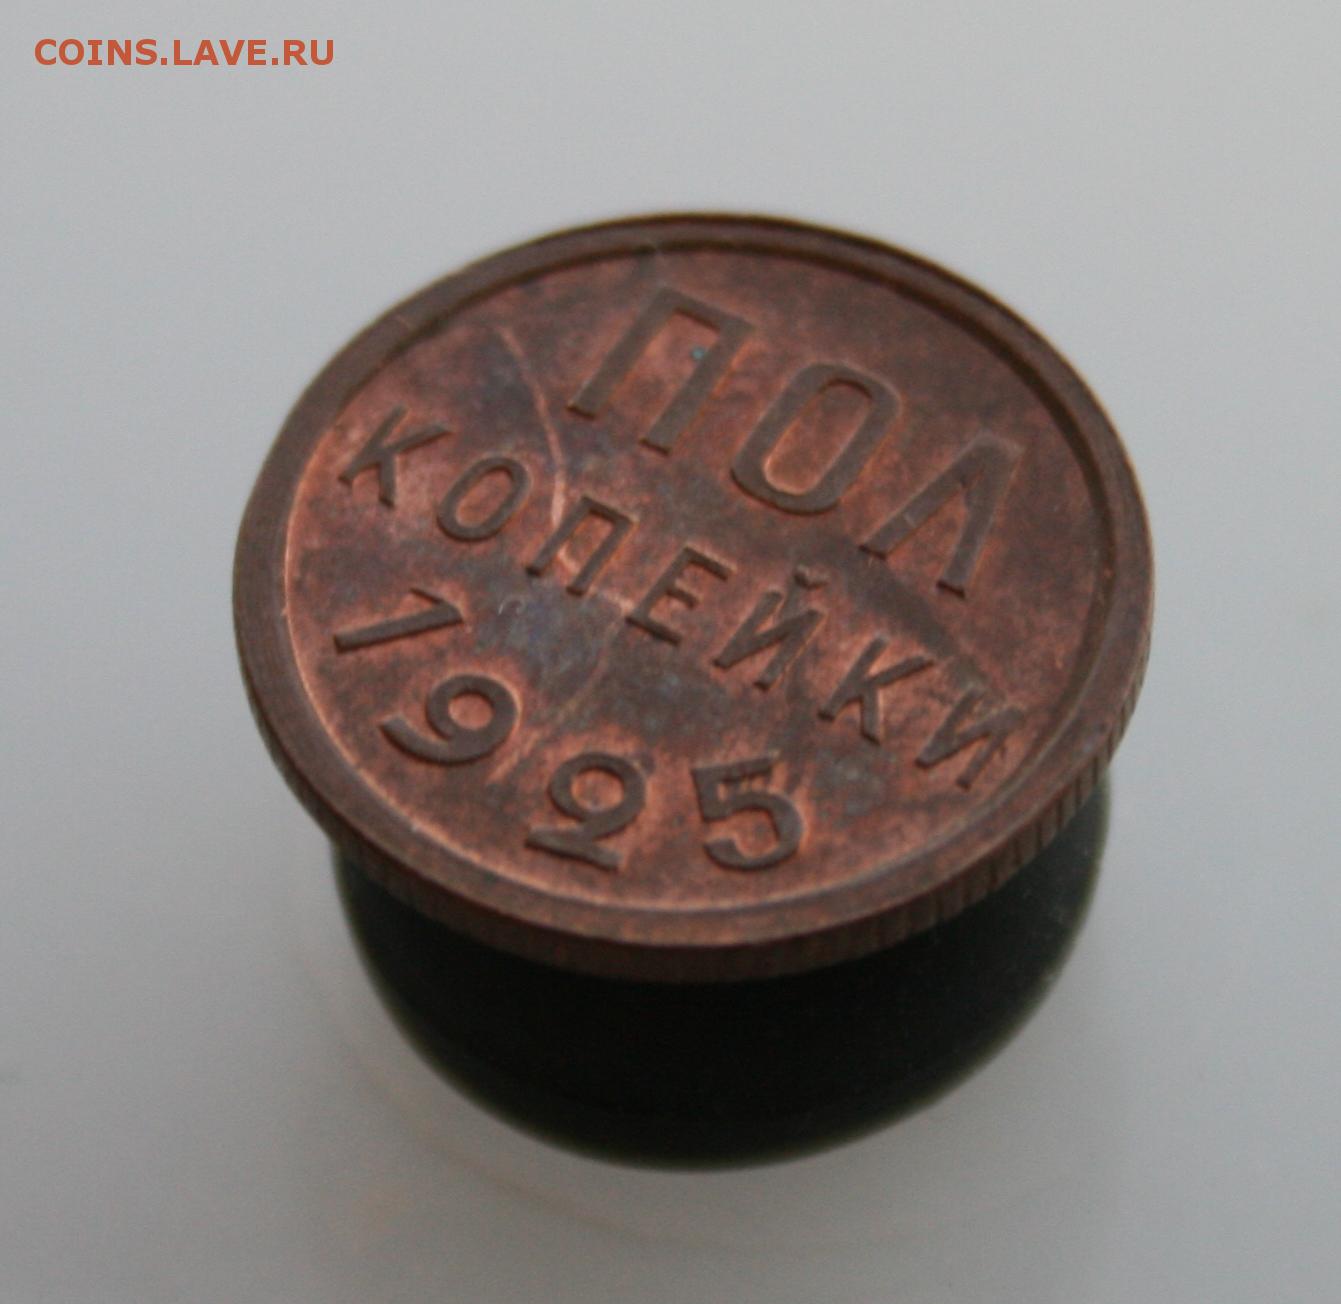 COINS.LAVE.RU
ПОЛ
КОПЕЙКИ
1925